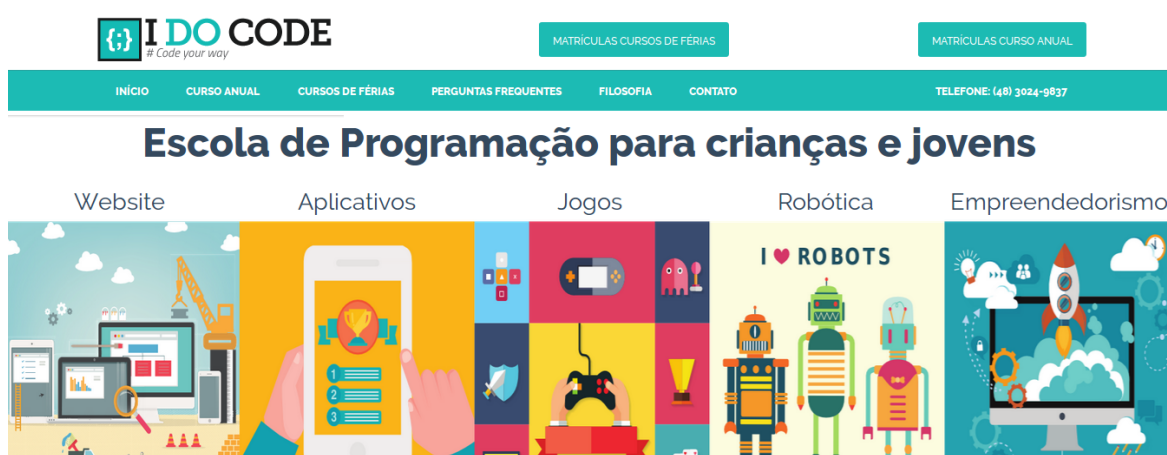 {;} I DO CODE
# Code your way
MATRÍCULAS CURSOS DE FÉRIAS
MATRÍCULAS CURSO ANUAL
INÍCIO CURSO ANUAL CURSOS DE FÉRIAS PERGUNTAS FREQUENTES FILOSOFIA CONTATO TELEFONE: (48) 3024-9837
Escola de Programação para crianças e jovens
Website Aplicativos Jogos Robótica Empreendedorismo
I ♥ ROBOTS
1
2
3